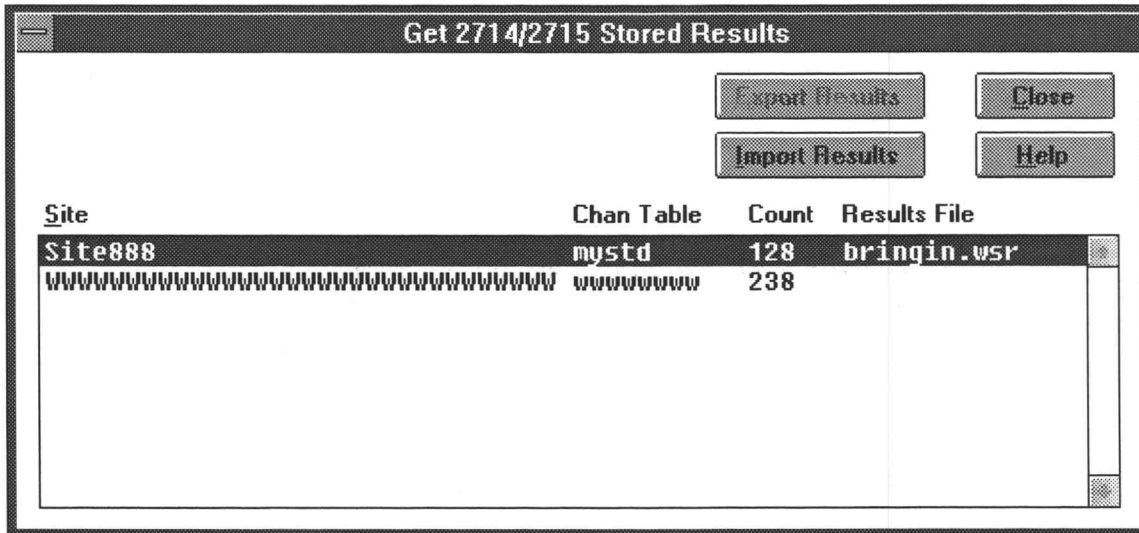 Get 2714/2715 Stored Results
Export Results Close
Import Results Help
Site Chan Table Count Results File
Site888 mystd 128 bringin.wsr
WWWWWWWWWWWWWWWWWWWWWWWWWWWWWWWW wwwwwwww 238